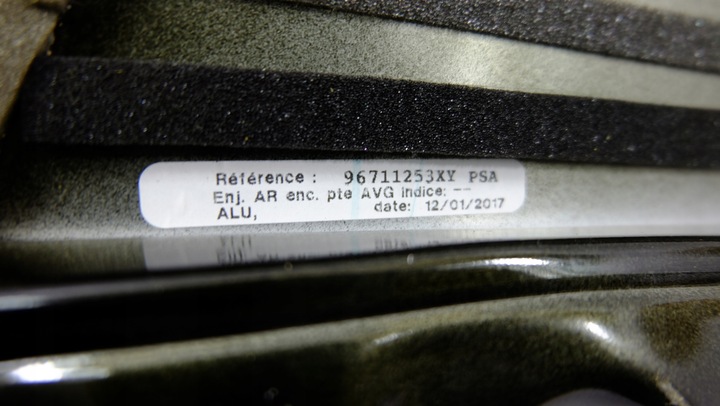 Référence : 96711253XY PSA
Enj. AR enc. pte AVG indice: --
ALU, date: 12/01/2017